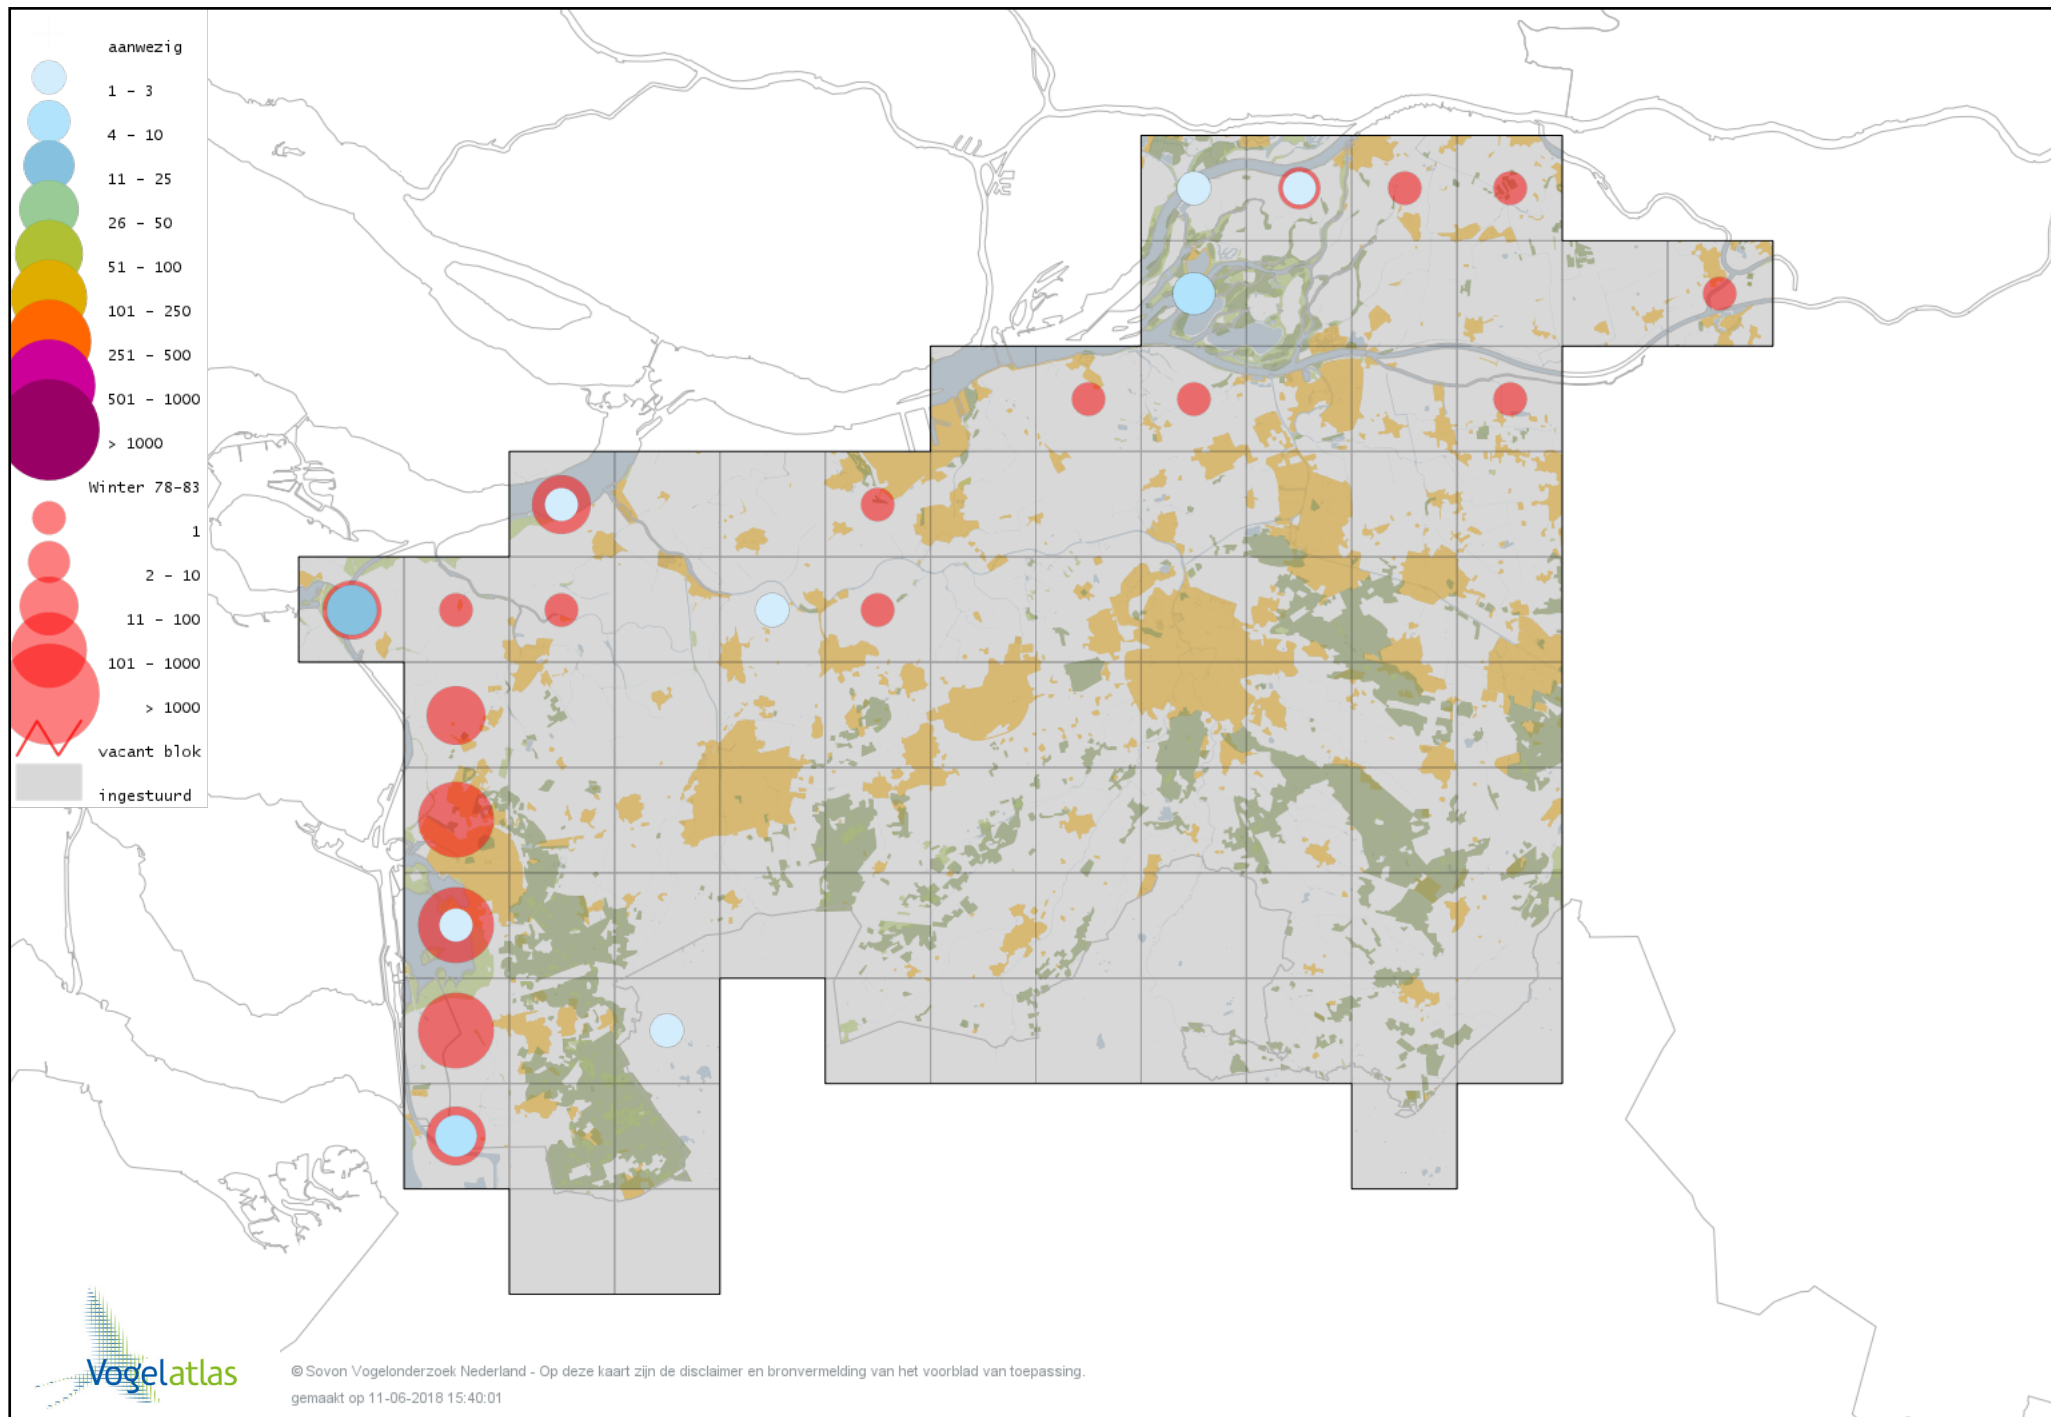 aanwezig
1 - 3
4 - 10
11 - 25
26 - 50
51 - 100
101 - 250
251 - 500
501 - 1000
> 1000
Winter 78-83
1
2 - 10
11 - 100
101 - 1000
> 1000
vacant blok
ingestuurd
Vogelatlas
© Sovon Vogelonderzoek Nederland - Op deze kaart zijn de disclaimer en bronvermelding van het voorblad van toepassing.
gemaakt op 11-06-2018 15:40:01